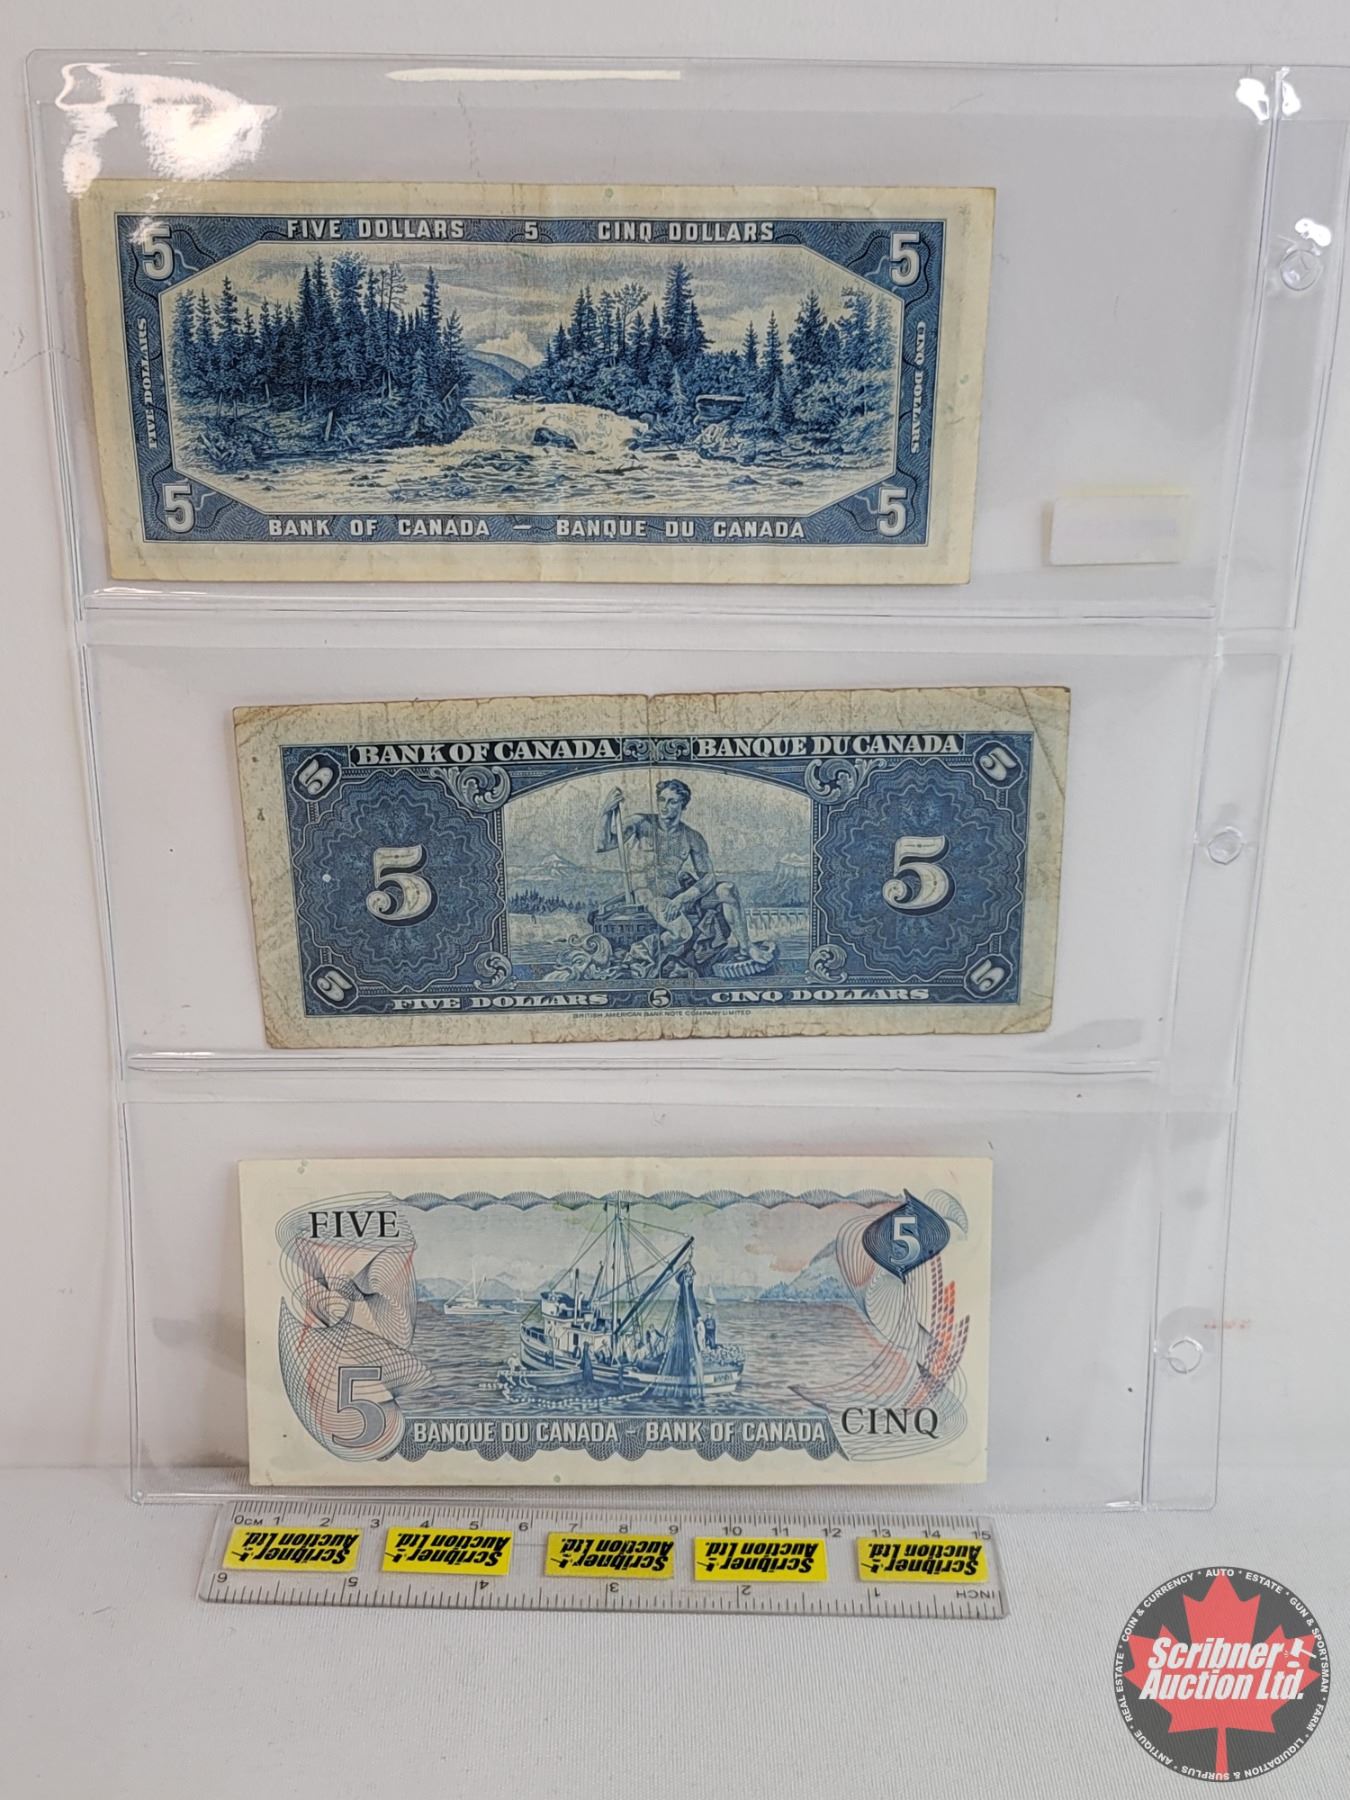 FIVE DOLLARS 5 CINQ DOLLARS
5 5
FIVE DOLLARS
CINQ DOLLARS
5 5
BANK OF CANADA – BANQUE DU CANADA
BANK OF CANADA BANQUE DU CANADA
5 5
5 5
5 5
FIVE DOLLARS 5 CINQ DOLLARS
BRITISH AMERICAN BANK NOTE COMPANY LIMITED
FIVE
5
5
CINQ
BANQUE DU CANADA - BANK OF CANADA
0CM 1 2 3 4 5 6 7 8 9 10 11 12 13 14 15
Scribner Auction Ltd.
Scribner Auction Ltd.
Scribner Auction Ltd.
Scribner Auction Ltd.
Scribner Auction Ltd.
6 5 4 3 2 1 INCH
COIN & CURRENCY • AUTO • ESTATE • GUN & SPORTSMAN • FARM • LIQUIDATION & SURPLUS • ANTIQUE • REAL ESTATE •
Scribner
Auction Ltd.